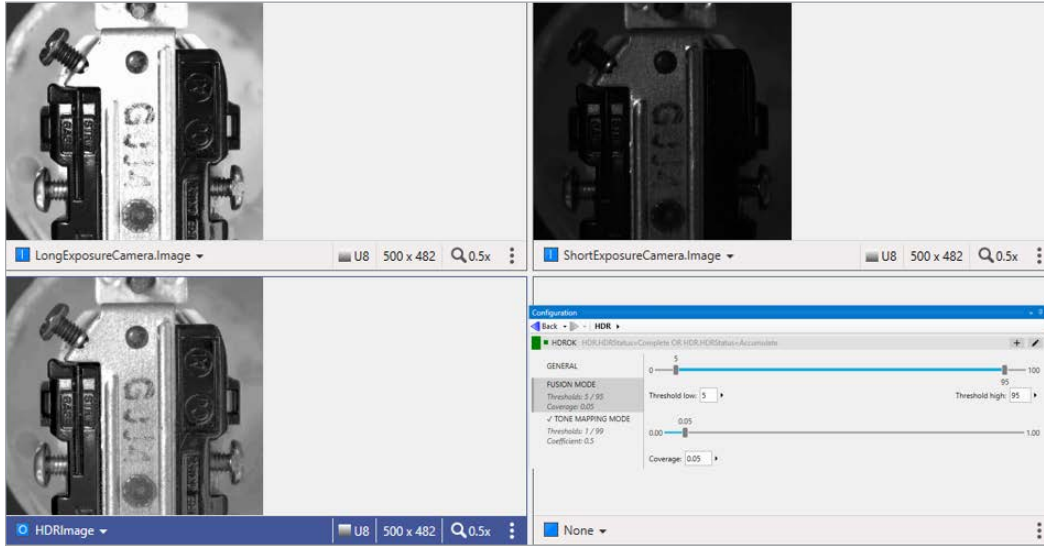 GJJA
LongExposureCamera.Image
U8
500 x 482
0.5x
GJJA
ShortExposureCamera.Image
U8
500 x 482
0.5x
GJJA
HDRImage
U8
500 x 482
0.5x
Configuration
Back
HDR
HDROK HDR.HDRStatus=Complete OR HDR.HDRStatus=Accumulate
GENERAL
FUSION MODE
Thresholds: 5 / 95
Coverage: 0.05
✓ TONE MAPPING MODE
Thresholds: 1 / 99
Coefficient: 0.5
5
0
100
95
Threshold low: 5
Threshold high: 95
0.05
0.00
1.00
Coverage: 0.05
None